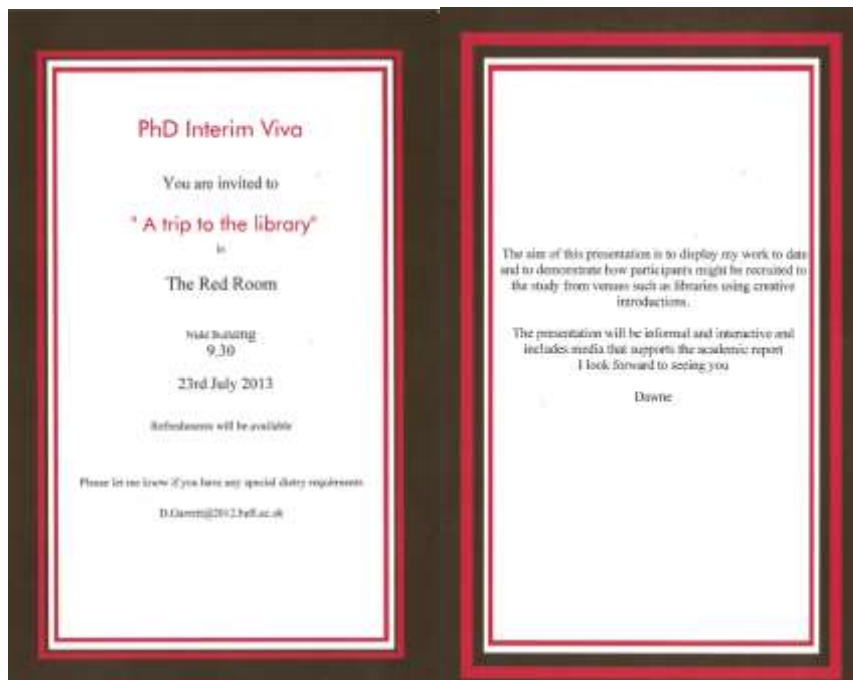 PhD Interim Viva
You are invited to
" A trip to the library"
in
The Red Room
Building
9.30
23rd July 2013
Refreshments will be available
Please let me know if you have any special dietry requirements
The aim of this presentation is to display my work to date
and to demonstrate how participants might be recruited to
the study from venues such as libraries using creative
introductions.
The presentation will be informal and interactive and
includes media that supports the academic report
I look forward to seeing you
Dawne